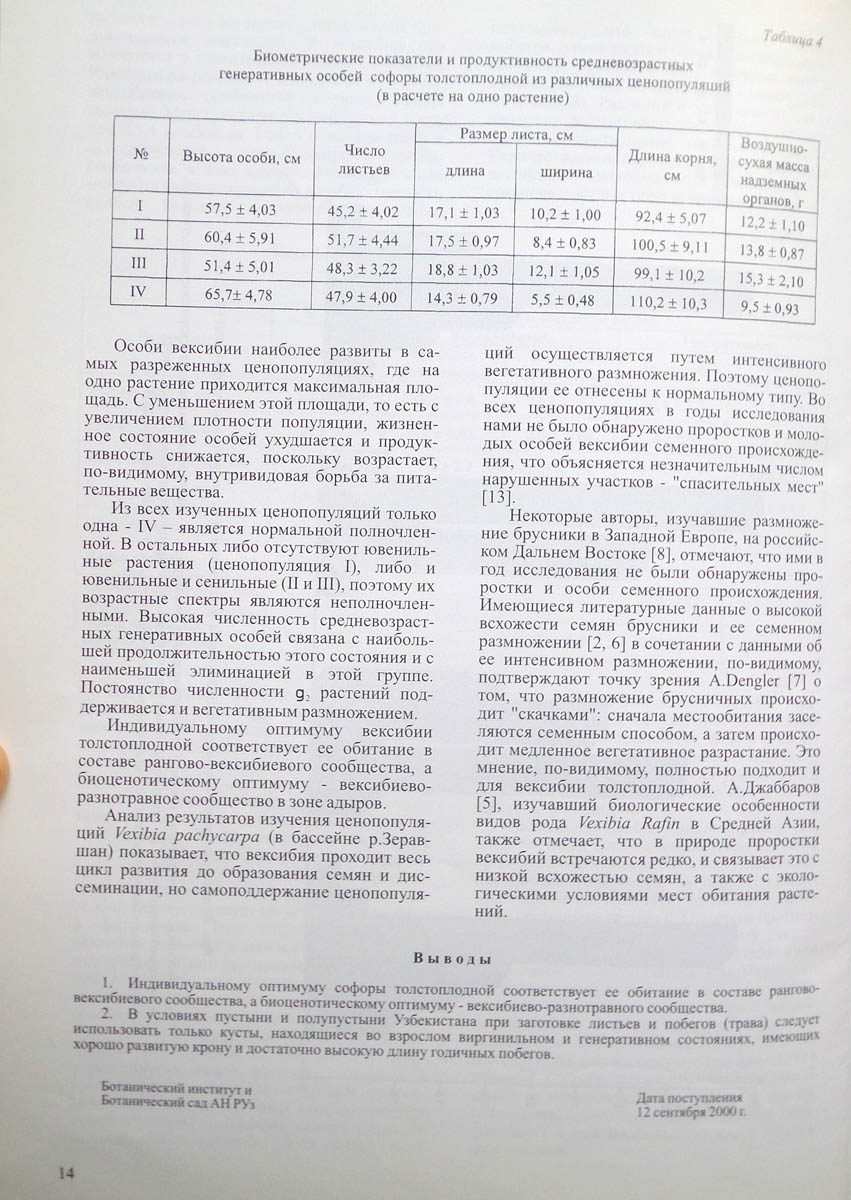 Таблица 4
Биометрические показатели и продуктивность средневозрастных
генеративных особей софоры толстоплодной из различных ценопопуляций
(в расчете на одно растение)
№ Высота особи, см Число листьев Размер листа, см длина ширина Длина корня, см Воздушно-сухая масса надземных органов, г
I 57,5 ± 4,03 45,2 ± 4,02 17,1 ± 1,03 10,2 ± 1,00 92,4 ± 5,07 12,2 ± 1,10
II 60,4 ± 5,91 51,7 ± 4,44 17,5 ± 0,97 8,4 ± 0,83 100,5 ± 9,11 13,8 ± 0,87
III 51,4 ± 5,01 48,3 ± 3,22 18,8 ± 1,03 12,1 ± 1,05 99,1 ± 10,2 15,3 ± 2,10
IV 65,7± 4,78 47,9 ± 4,00 14,3 ± 0,79 5,5 ± 0,48 110,2 ± 10,3 9,5 ± 0,93
Особи вексибии наиболее развиты в са-
мых разреженных ценопопуляциях, где на
одно растение приходится максимальная пло-
щадь. С уменьшением этой площади, то есть с
увеличением плотности популяции, жизнен-
ное состояние особей ухудшается и продук-
тивность снижается, поскольку возрастает,
по-видимому, внутривидовая борьба за пита-
тельные вещества.
Из всех изученных ценопопуляций только
одна - IV – является нормальной полночлен-
ной. В остальных либо отсутствуют ювениль-
ные растения (ценопопуляция I), либо и
ювенильные и сенильные (II и III), поэтому их
возрастные спектры являются неполночлен-
ными. Высокая численность средневозраст-
ных генеративных особей связана с наиболь-
шей продолжительностью этого состояния и с
наименьшей элиминацией в этой группе.
Постоянство численности g₂ растений под-
держивается и вегетативным размножением.
Индивидуальному оптимуму вексибии
толстоплодной соответствует ее обитание в
составе рангово-вексибиевого сообщества, а
биоценотическому оптимуму - вексибиево-
разнотравное сообщество в зоне адыров.
Анализ результатов изучения ценопопуля-
ций Vexibia pachycarpa (в бассейне р.Зерав-
шан) показывает, что вексибия проходит весь
цикл развития до образования семян и дис-
семинации, но самоподдержание ценопопуля-
ций осуществляется путем интенсивного
вегетативного размножения. Поэтому ценопо-
пуляции ее отнесены к нормальному типу. Во
всех ценопопуляциях в годы исследования
нами не было обнаружено проростков и моло-
дых особей вексибии семенного происхожде-
ния, что объясняется незначительным числом
нарушенных участков - "спасительных мест"
[13].
Некоторые авторы, изучавшие размноже-
ние брусники в Западной Европе, на российс-
ком Дальнем Востоке [8], отмечают, что ими в
год исследования не были обнаружены про-
ростки и особи семенного происхождения.
Имеющиеся литературные данные о высокой
всхожести семян брусники и ее семенном
размножении [2, 6] в сочетании с данными об
ее интенсивном размножении, по-видимому,
подтверждают точку зрения A.Dengler [7] о
том, что размножение брусничных происхо-
дит "скачками": сначала местообитания засе-
ляются семенным способом, а затем происхо-
дит медленное вегетативное разрастание. Это
мнение, по-видимому, полностью подходит и
для вексибии толстоплодной. А.Джаббаров
[5], изучавший биологические особенности
видов рода Vexibia Rafin в Средней Азии,
также отмечает, что в природе проростки
вексибий встречаются редко, и связывает это с
низкой всхожестью семян, а также с эколо-
гическими условиями мест обитания расте-
ний.
Выводы
1. Индивидуальному оптимуму софоры толстоплодной соответствует ее обитание в составе рангово-
вексибиевого сообщества, а биоценотическому оптимуму - вексибиево-разнотравного сообщества.
2. В условиях пустыни и полупустыни Узбекистана при заготовке листьев и побегов (трава) следует
использовать только кусты, находящиеся во взрослом виргинильном и генеративном состояниях, имеющих
хорошо развитую крону и достаточно высокую длину годичных побегов.
Ботанический институт и
Ботанический сад АН РУз
Дата поступления
12 сентября 2000 г.
14